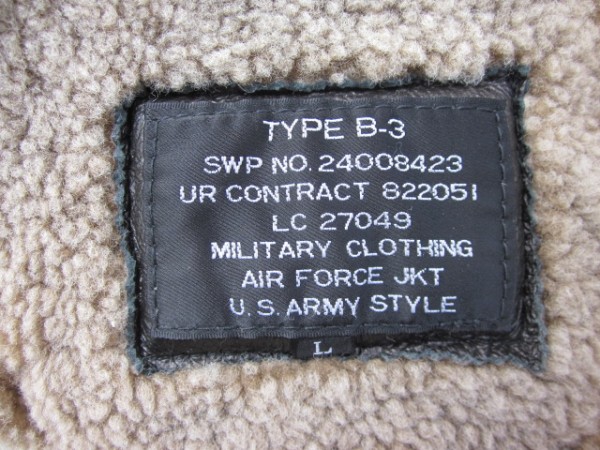 TYPE B-3
SWP NO. 24008423
UR CONTRACT 822051
LC 27049
MILITARY CLOTHING
AIR FORCE JKT
U.S. ARMY STYLE
L